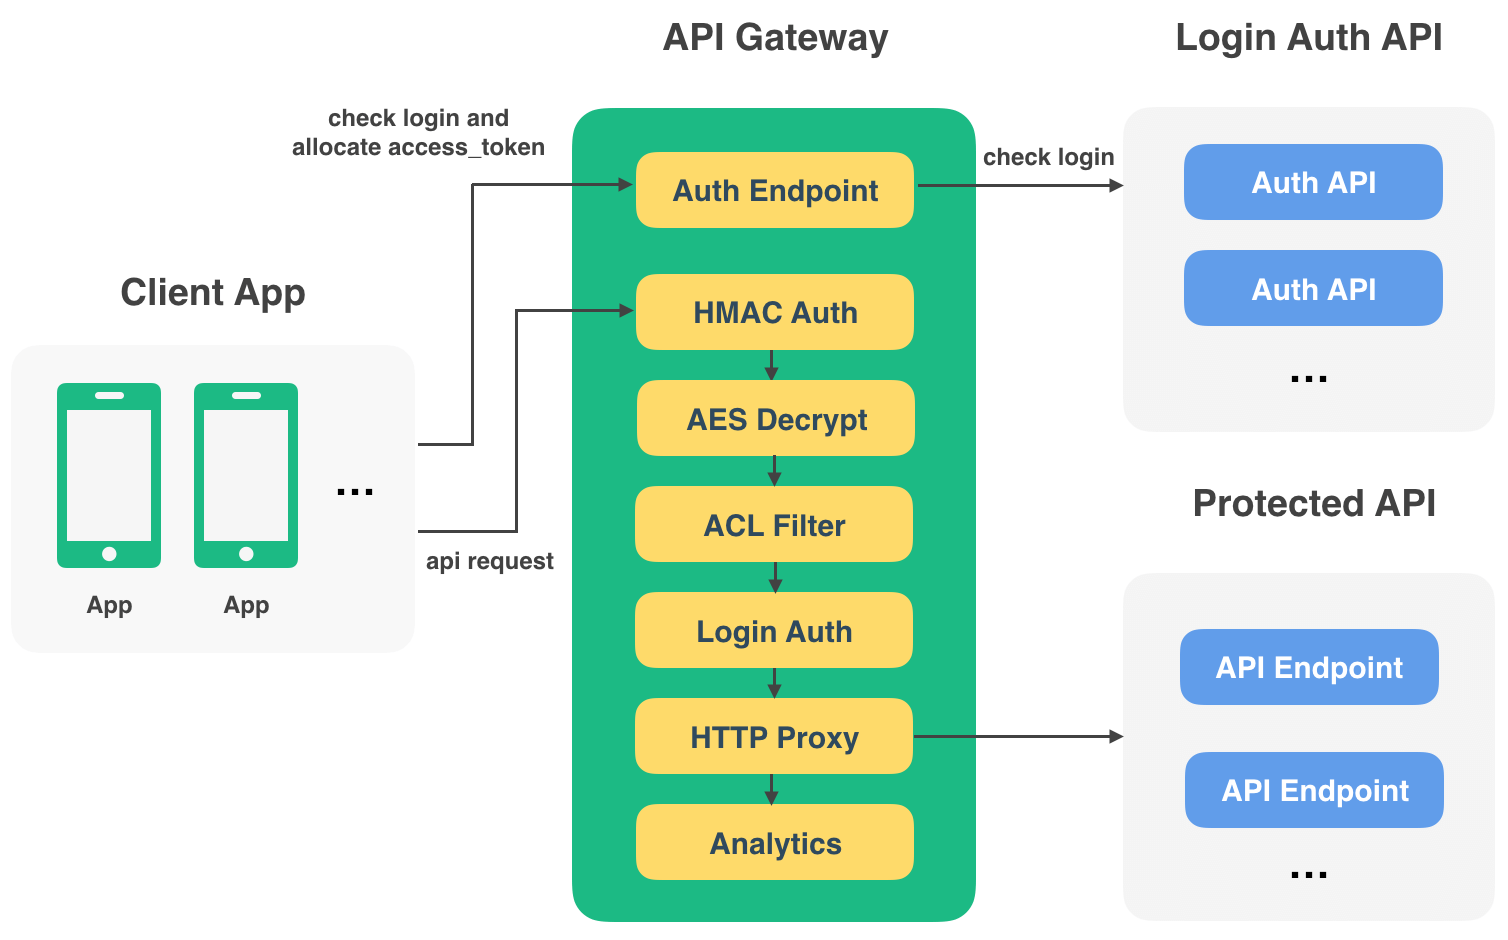 API Gateway
Login Auth API
check login and
allocate access_token
Auth Endpoint
check login
Auth API
Auth API
...
Client App
App
App
...
api request
HMAC Auth
AES Decrypt
ACL Filter
Login Auth
HTTP Proxy
Analytics
Protected API
API Endpoint
API Endpoint
...